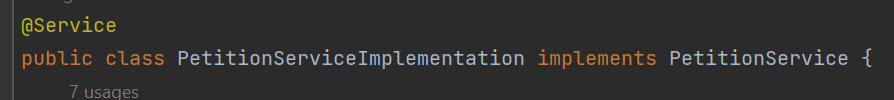 @Service
public class PetitionServiceImplementation implements PetitionService {
7 usages